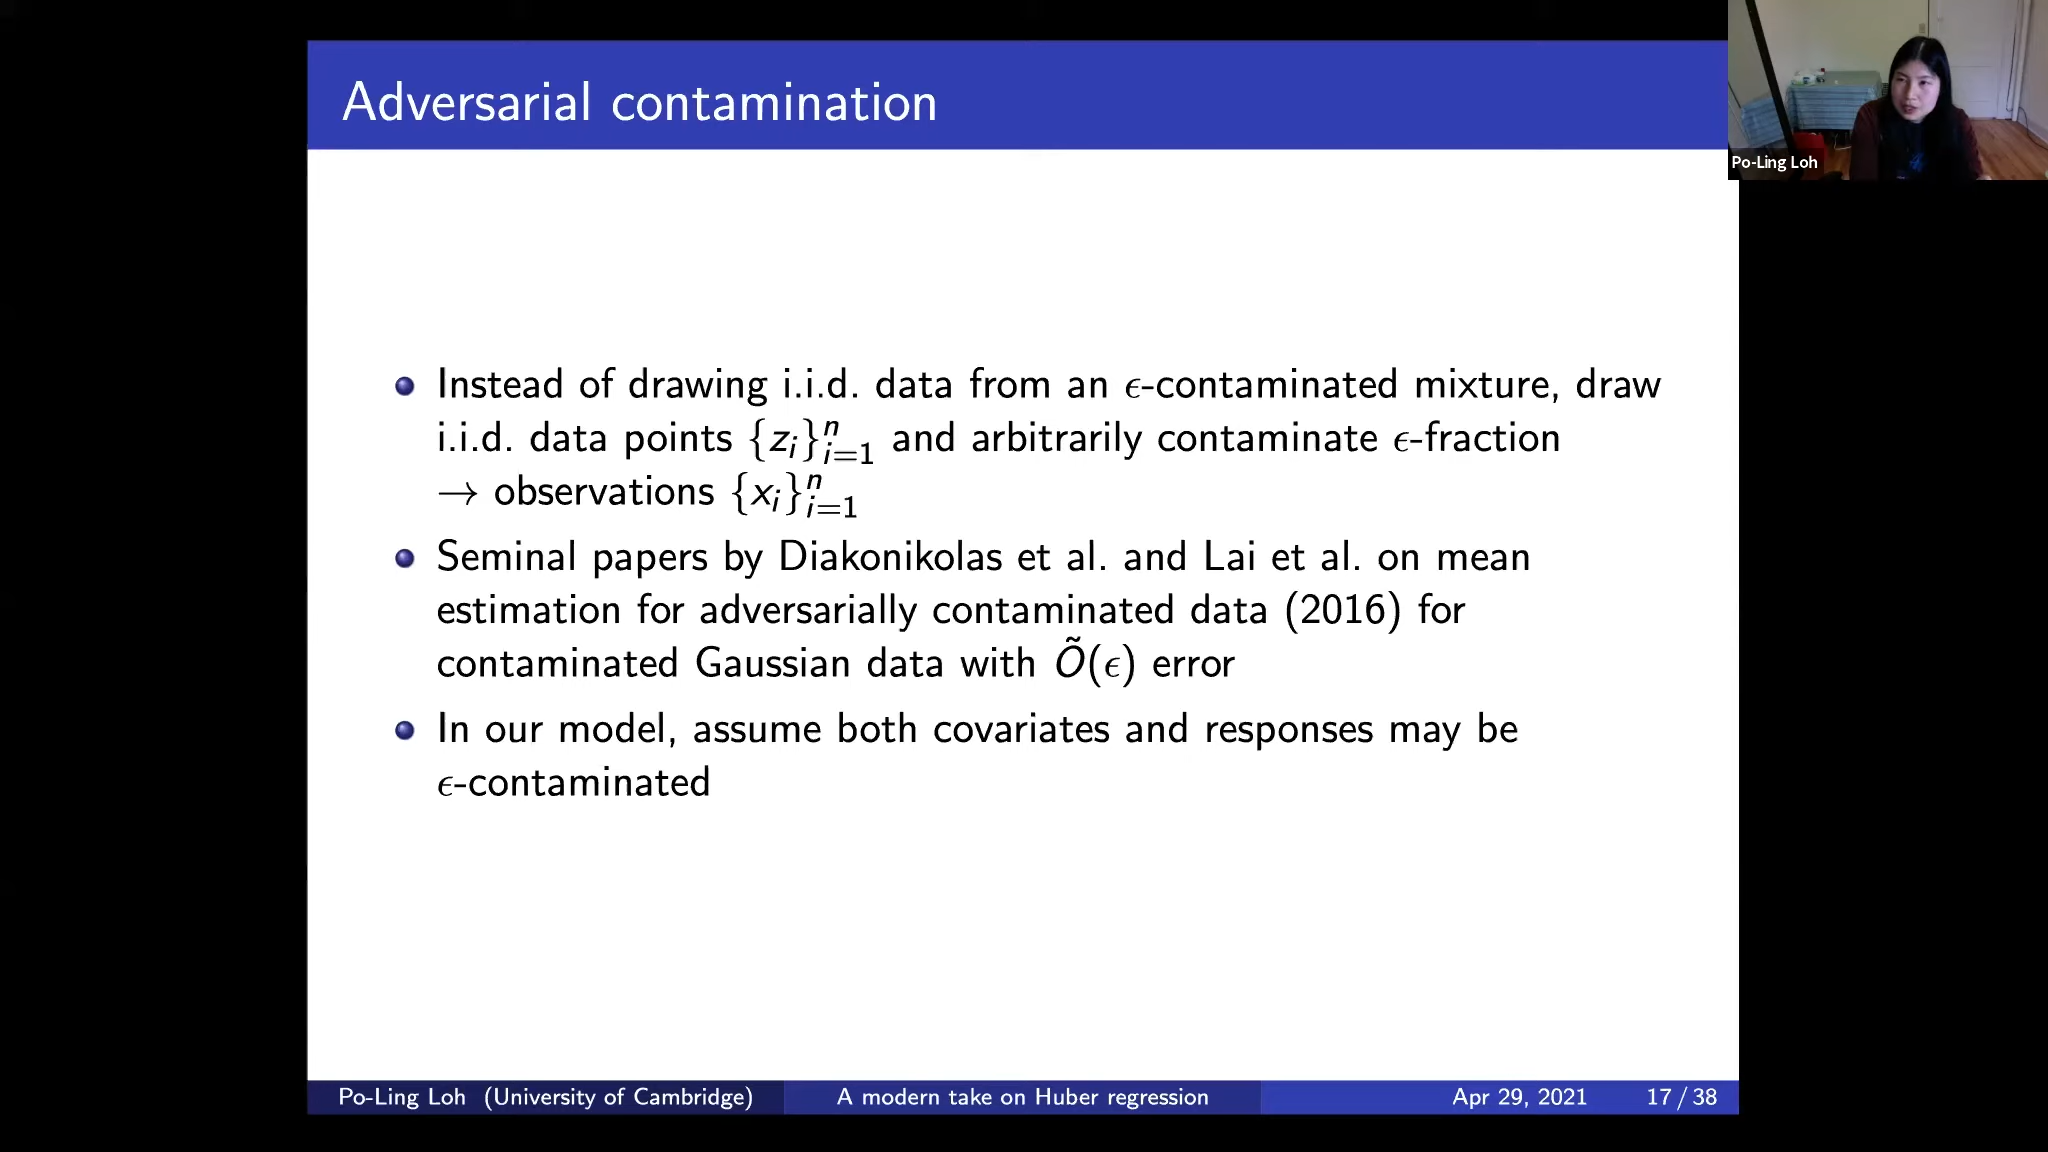 Adversarial contamination
Po-Ling Loh
Instead of drawing i.i.d. data from an ϵ-contaminated mixture, draw
i.i.d. data points {z_i}_{i=1}^n and arbitrarily contaminate ϵ-fraction
→ observations {x_i}_{i=1}^n
Seminal papers by Diakonikolas et al. and Lai et al. on mean
estimation for adversarially contaminated data (2016) for
contaminated Gaussian data with Õ(ϵ) error
In our model, assume both covariates and responses may be
ϵ-contaminated
Po-Ling Loh (University of Cambridge) A modern take on Huber regression Apr 29, 2021 17 / 38